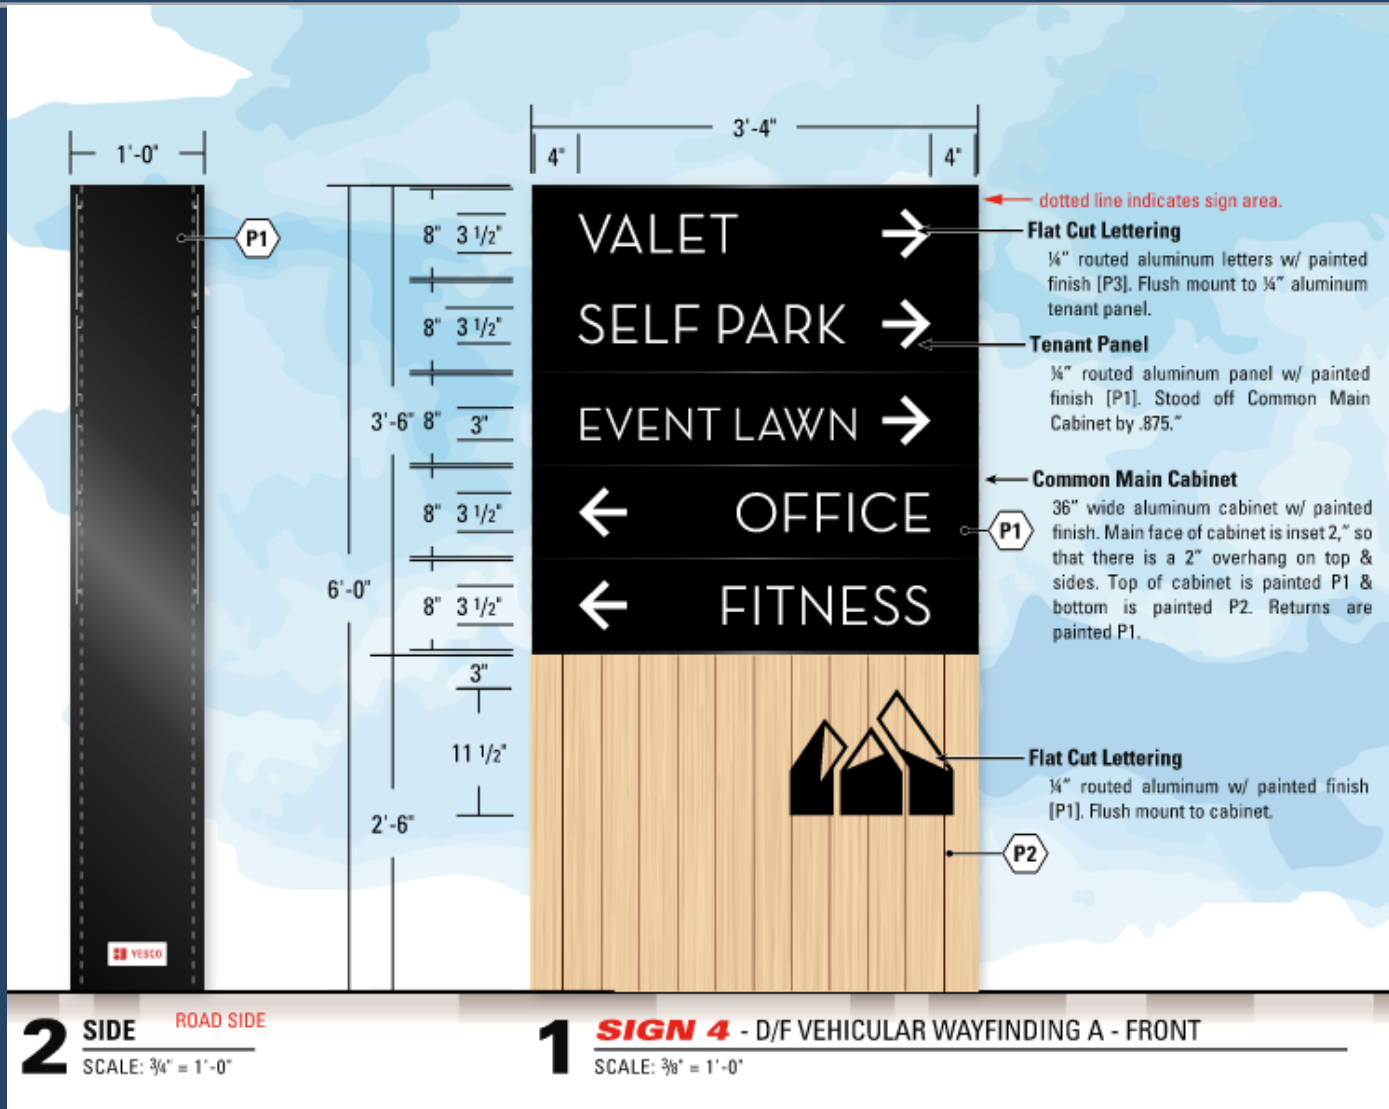 3'-4"
1'-0"
4"
4"
dotted line indicates sign area.
P1
8"
3 1/2"
VALET
Flat Cut Lettering
¼" routed aluminum letters w/ painted
finish [P3]. Flush mount to ¼" aluminum
tenant panel.
8"
3 1/2"
SELF PARK
Tenant Panel
¼" routed aluminum panel w/ painted
finish [P1]. Stood off Common Main
Cabinet by .875."
3'-6"
8"
3"
EVENT LAWN
Common Main Cabinet
36" wide aluminum cabinet w/ painted
finish. Main face of cabinet is inset 2," so
that there is a 2" overhang on top &
sides. Top of cabinet is painted P1 &
bottom is painted P2. Returns are
painted P1.
8"
3 1/2"
OFFICE
P1
6'-0"
8"
3 1/2"
FITNESS
3"
11 1/2"
Flat Cut Lettering
¼" routed aluminum w/ painted finish
[P1]. Flush mount to cabinet.
2'-6"
P2
YESCO
2 SIDE
ROAD SIDE
SCALE: ¾" = 1'-0"
1 SIGN 4 - D/F VEHICULAR WAYFINDING A - FRONT
SCALE: ⅜" = 1'-0"